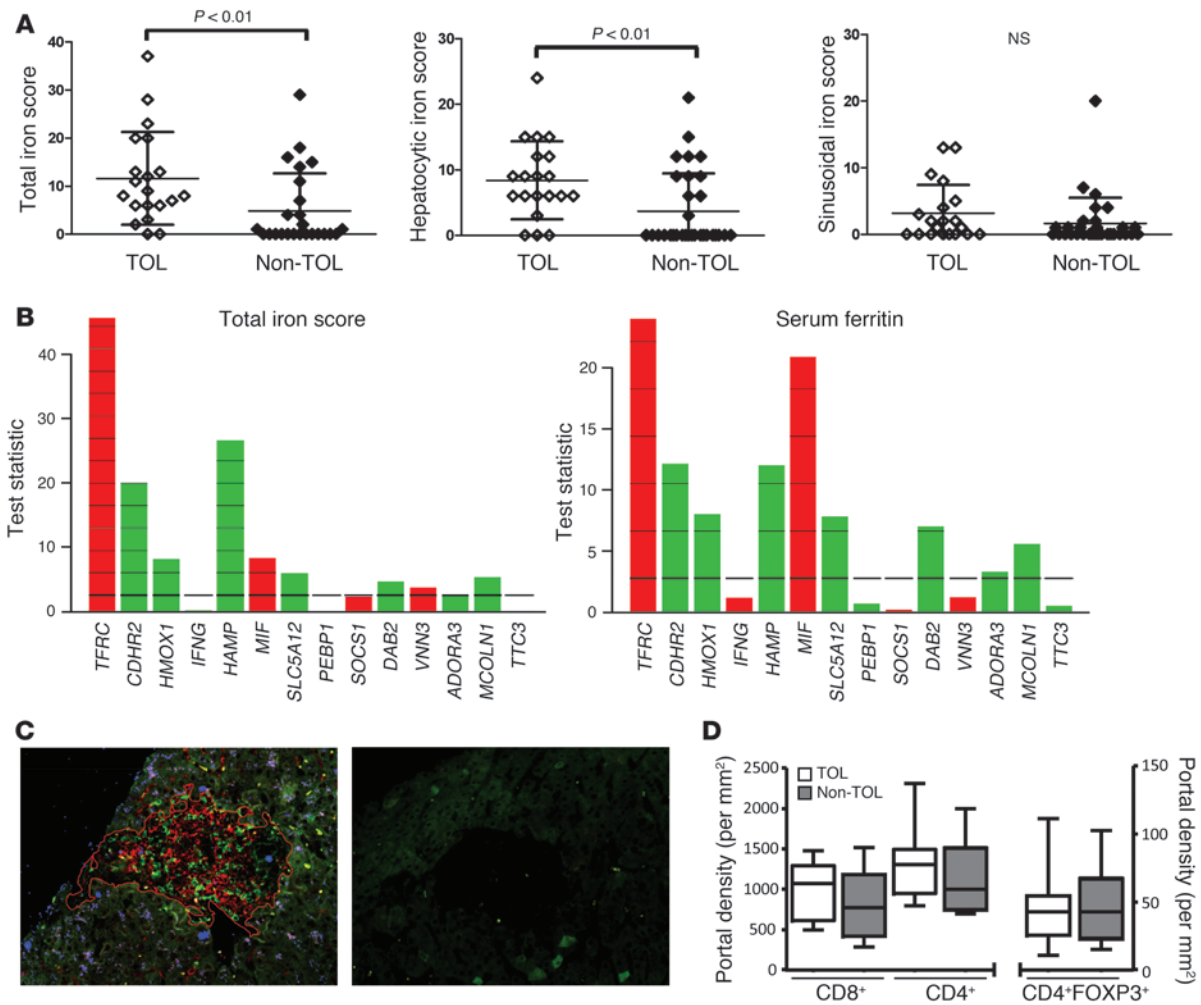 A
P < 0.01
P < 0.01
NS
Total iron score
40
30
20
10
0
TOL
Non-TOL
Hepatocytic iron score
30
20
10
0
TOL
Non-TOL
Sinusoidal iron score
30
20
10
0
TOL
Non-TOL
B
Total iron score
Test statistic
40
30
20
10
0
TFRC
CDHR2
HMOX1
IFNG
HAMP
MIF
SLC5A12
PEBP1
SOCS1
DAB2
VNN3
ADORA3
MCOLN1
TTC3
Serum ferritin
Test statistic
20
15
10
5
0
TFRC
CDHR2
HMOX1
IFNG
HAMP
MIF
SLC5A12
PEBP1
SOCS1
DAB2
VNN3
ADORA3
MCOLN1
TTC3
C
D
Portal density (per mm²)
2500
2000
1500
1000
500
0
TOL
Non-TOL
150
100
50
0
Portal density (per mm²)
CD8⁺
CD4⁺
CD4⁺FOXP3⁺